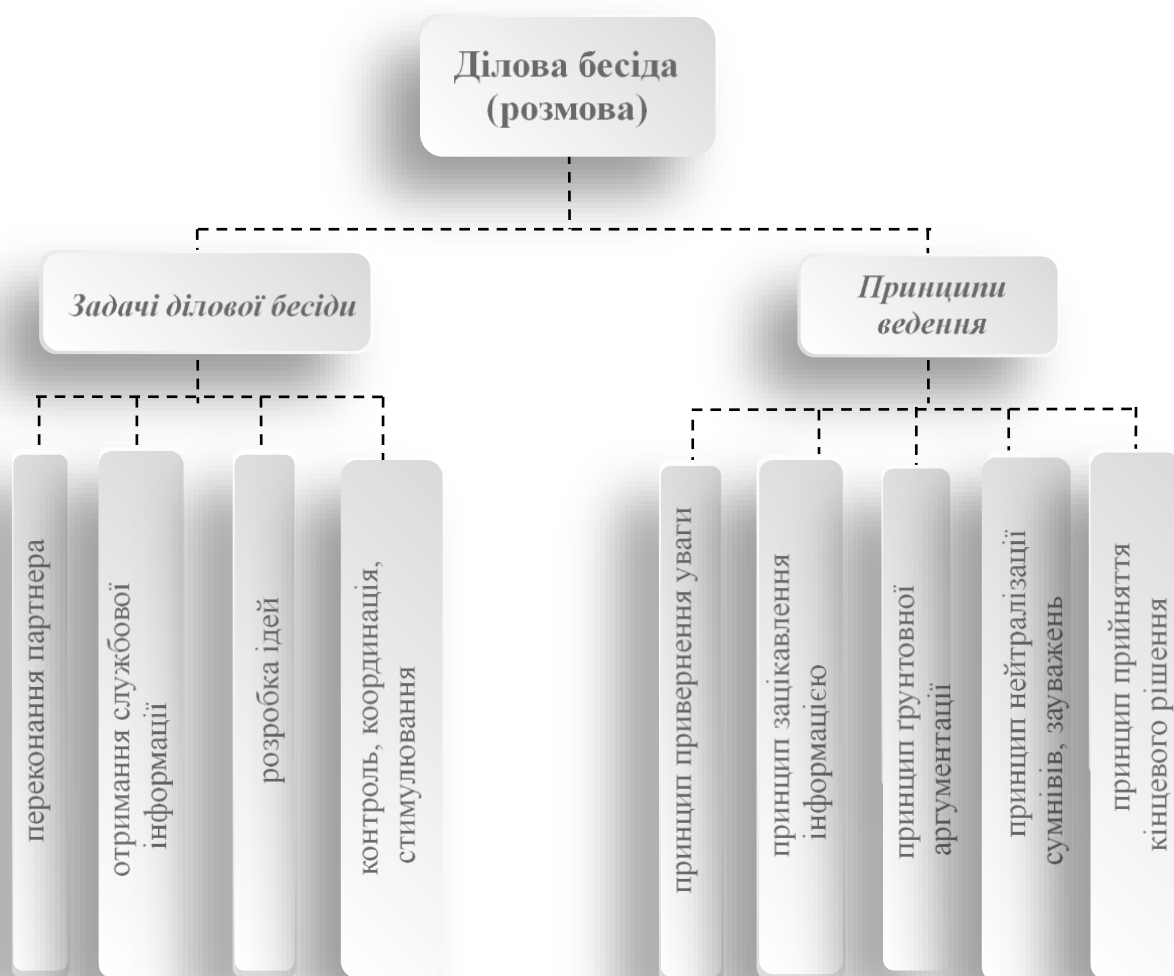 Ділова бесіда
(розмова)
Задачі ділової бесіди
Принципи
ведення
переконання партнера
отримання службової
інформації
розробка ідей
контроль, координація,
стимулювання
принцип привернення уваги
принцип зацікавлення
інформацією
принцип ґрунтовної
аргументації
принцип нейтралізації
сумнівів, зауважень
принцип прийняття
кінцевого рішення